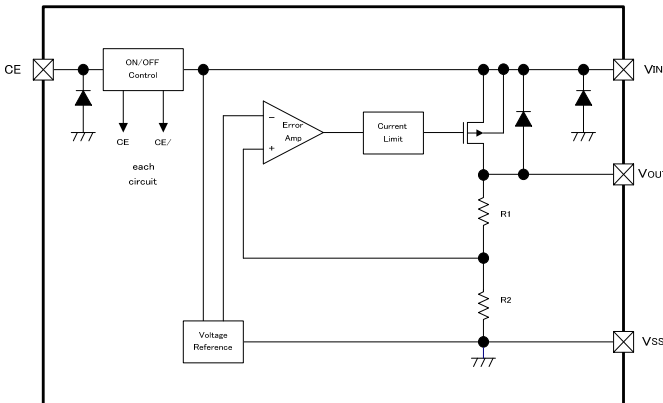 CE
ON/OFF
Control
VIN
−
Error
Amp
+
Current
Limit
CE
CE/
each
circuit
VOUT
R1
R2
Voltage
Reference
VSS